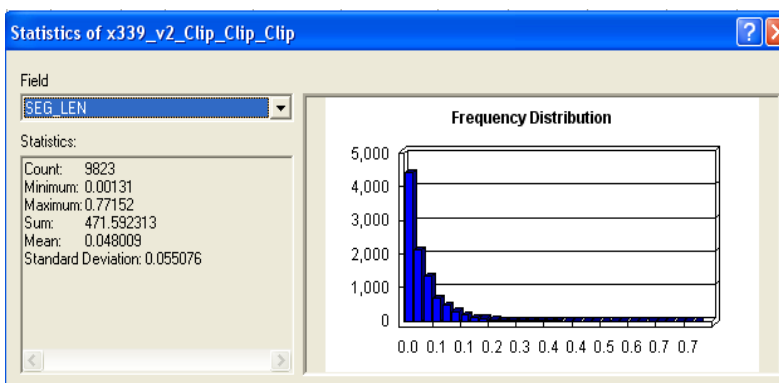 Statistics of x339_v2_Clip_Clip_Clip
Field
SEG_LEN
Statistics:
Count: 9823
Minimum: 0.00131
Maximum: 0.77152
Sum: 471.592313
Mean: 0.048009
Standard Deviation: 0.055076
Frequency Distribution
5,000
4,000
3,000
2,000
1,000
0
0.0 0.1 0.1 0.2 0.3 0.4 0.4 0.5 0.6 0.7 0.7